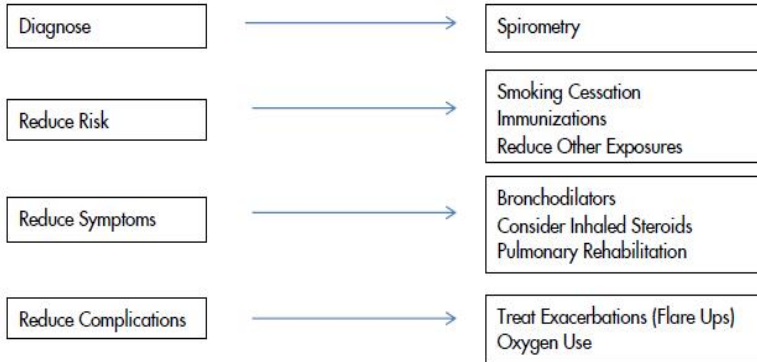 Diagnose
Spirometry
Reduce Risk
Smoking Cessation
Immunizations
Reduce Other Exposures
Reduce Symptoms
Bronchodilators
Consider Inhaled Steroids
Pulmonary Rehabilitation
Reduce Complications
Treat Exacerbations (Flare Ups)
Oxygen Use